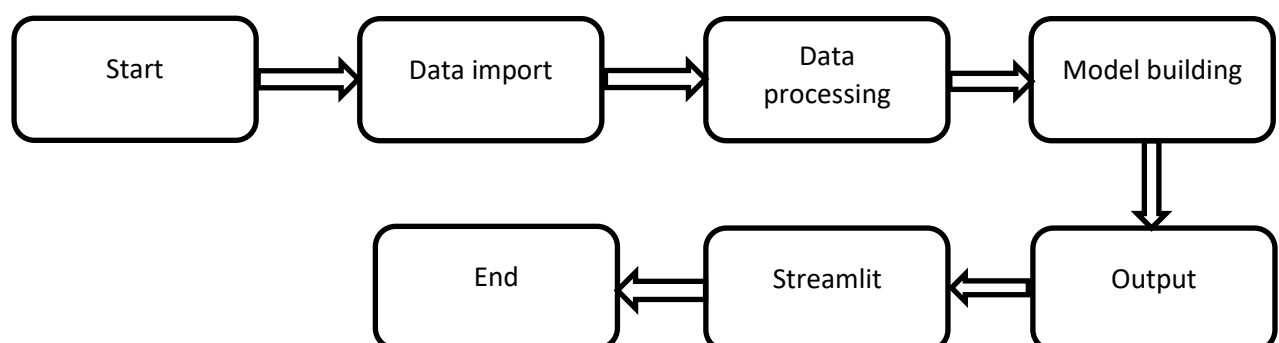 Start
Data import
Data
processing
Model building
Output
Streamlit
End